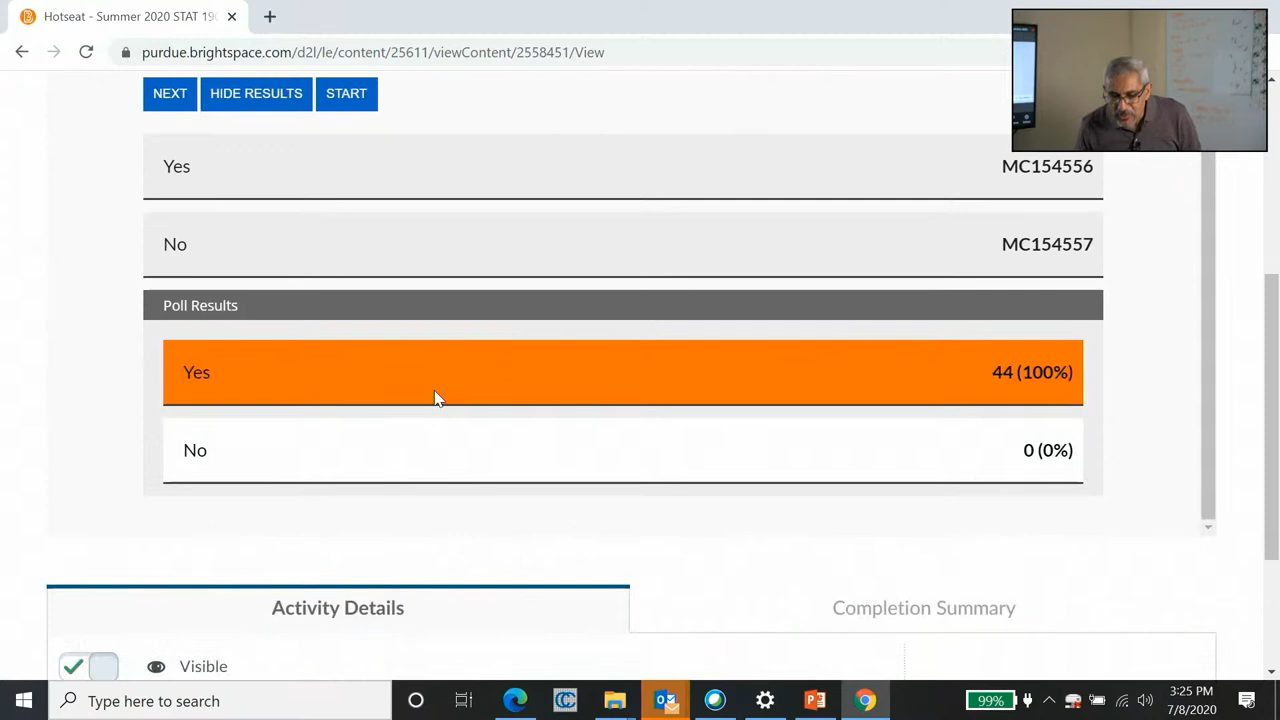 Hotseat - Summer 2020 STAT 190
purdue.brightspace.com/d2l/le/content/25611/viewContent/2558451/View
NEXT
HIDE RESULTS
START
Yes MC154556
No MC154557
Poll Results
Yes 44 (100%)
No 0 (0%)
Activity Details
Completion Summary
Visible
Type here to search
99%
3:25 PM
7/8/2020